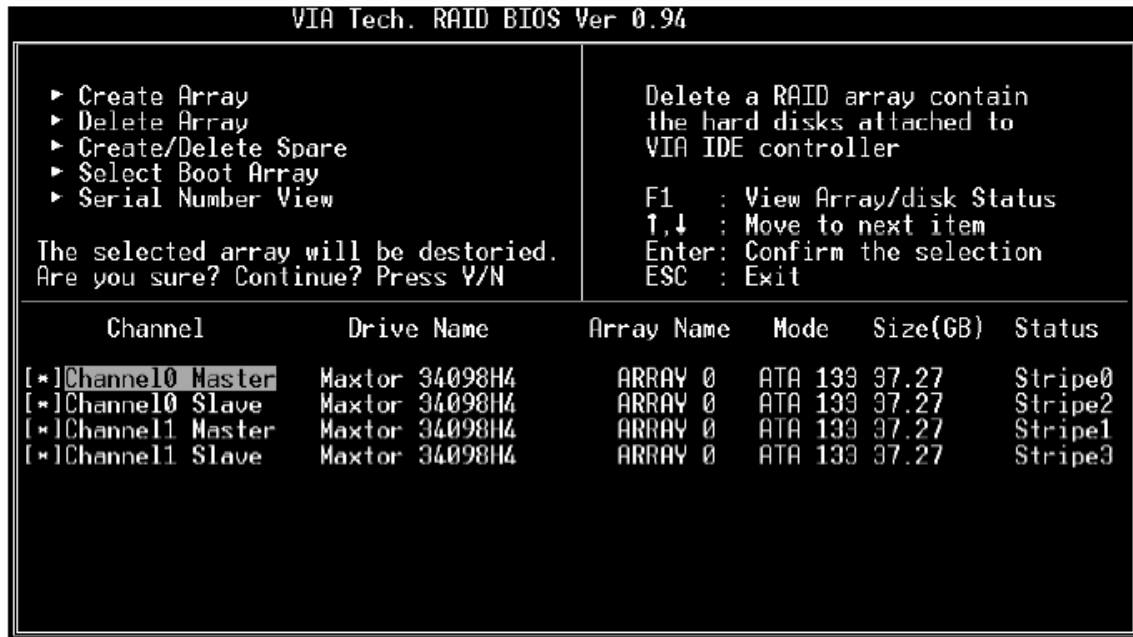 VIA Tech. RAID BIOS Ver 0.94
► Create Array
► Delete Array
► Create/Delete Spare
► Select Boot Array
► Serial Number View
The selected array will be destoried.
Are you sure? Continue? Press Y/N
Delete a RAID array contain
the hard disks attached to
VIA IDE controller
F1 : View Array/disk Status
↑,↓ : Move to next item
Enter: Confirm the selection
ESC : Exit
Channel Drive Name Array Name Mode Size(GB) Status
[*]Channel0 Master Maxtor 34098H4 ARRAY 0 ATA 133 37.27 Stripe0
[*]Channel0 Slave Maxtor 34098H4 ARRAY 0 ATA 133 37.27 Stripe2
[*]Channel1 Master Maxtor 34098H4 ARRAY 0 ATA 133 37.27 Stripe1
[*]Channel1 Slave Maxtor 34098H4 ARRAY 0 ATA 133 37.27 Stripe3